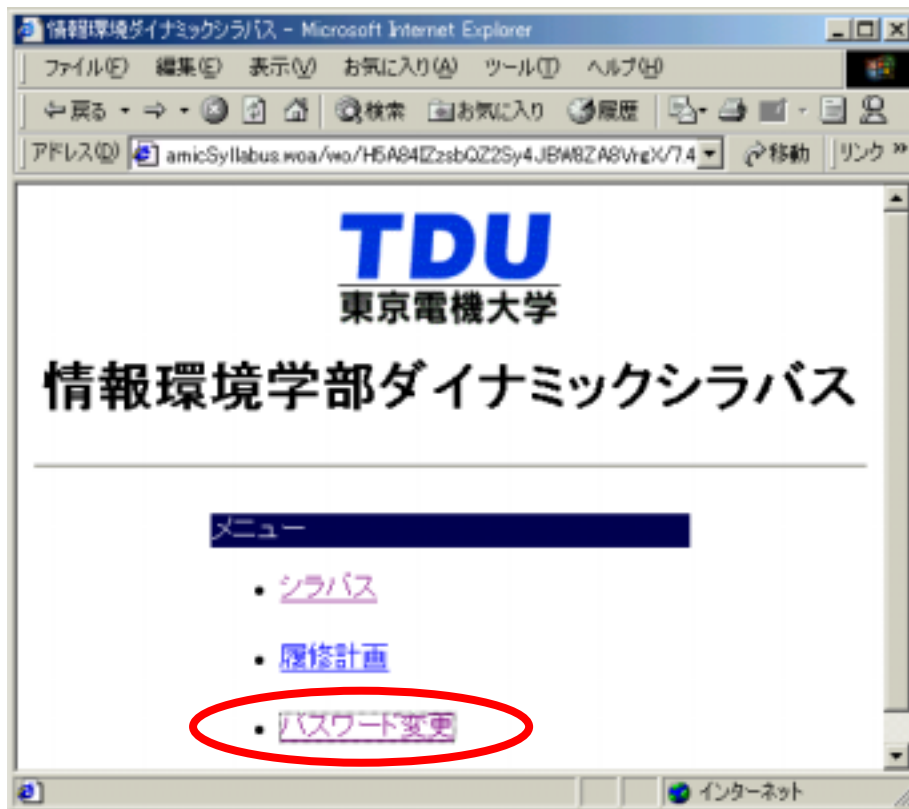 情報環境ダイナミックシラバス - Microsoft Internet Explorer
ファイル(F) 編集(E) 表示(V) お気に入り(A) ツール(T) ヘルプ(H)
戻る 検索 お気に入り 履歴
アドレス(D) amicSyllabus.woa/wo/ 移動 リンク »
TDU
東京電機大学
情報環境学部ダイナミックシラバス
メニュー
• シラバス
• 履修計画
• パスワード変更
インターネット